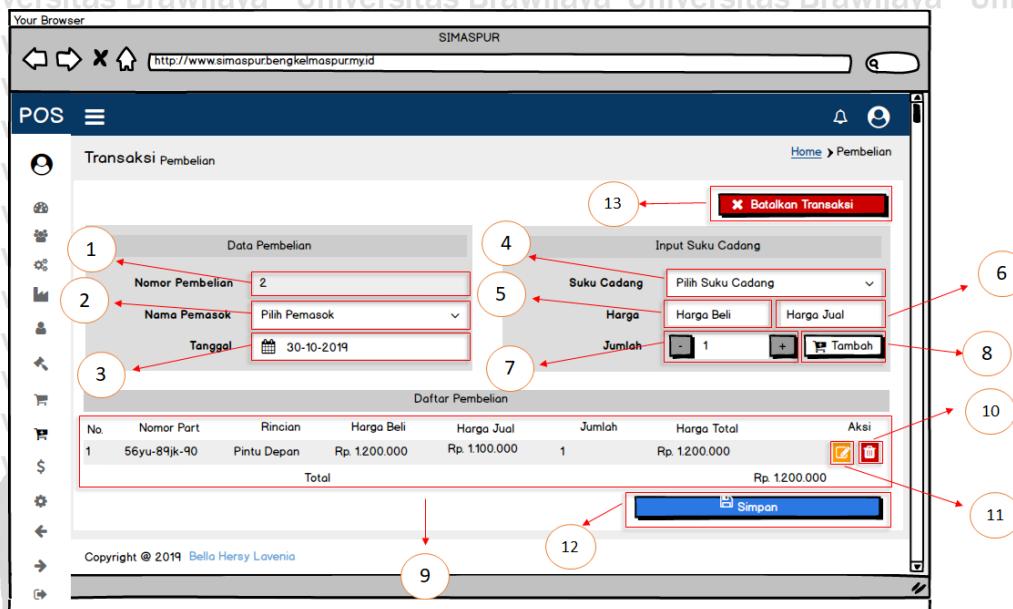 Universitas Brawijaya Universitas Brawijaya
Your Browser
SIMASPUR
http://www.simaspur.bengkelmaspur.my.id
POS
Transaksi Pembelian
Home Pembelian
13
Batalkan Transaksi
1
Data Pembelian
4
Input Suku Cadang
Nomor Pembelian 2
Suku Cadang Pilih Suku Cadang
6
2
Nama Pemasok Pilih Pemasok
5
Harga Harga Beli Harga Jual
Tanggal 30-10-2019
7
Jumlah - 1 + Tambah
8
3
Daftar Pembelian
10
No. Nomor Part Rincian Harga Beli Harga Jual Jumlah Harga Total Aksi
1 56yu-89jk-90 Pintu Depan Rp. 1.200.000 Rp. 1.100.000 1 Rp. 1.200.000
Total Rp. 1.200.000
Simpan
11
12
Copyright @ 2019 Bella Hersy Lavenia
9